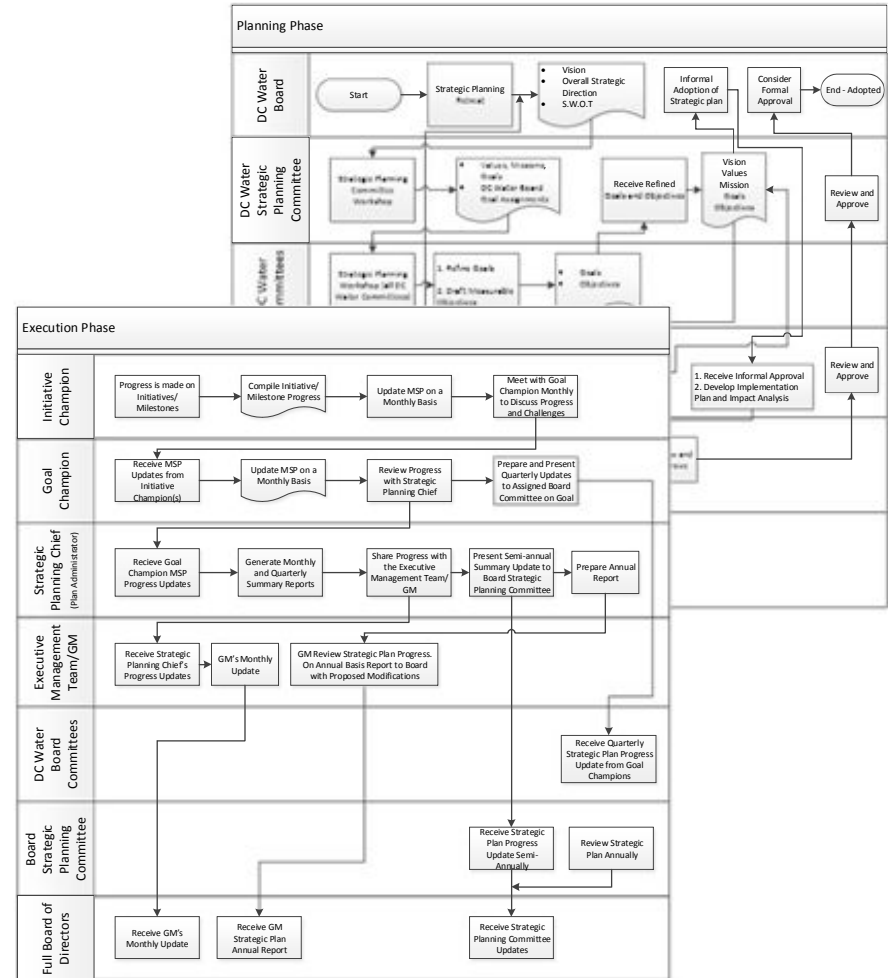 Planning Phase
DC Water
Board
Start
Strategic Planning
Retreat
• Vision
• Overall Strategic
Direction
• S.W.O.T
Informal
Adoption of
Strategic plan
Consider
Formal
Approval
End - Adopted
DC Water
Strategic
Planning
Committee
Strategic Planning
Committee
Workshop
• Values, Missions,
Goals
• DC Water Board
Goal Assignments
Receive Refined
Goals and Objectives
Vision
Values
Mission
Goals
Objectives
Review and
Approve
DC Water
Strategic Planning
Workshop (all DC
Water Committees)
1. Refine Goals
2. Draft Measurable
Objectives
• Goals
• Objectives
1. Receive Informal Approval
2. Develop Implementation
Plan and Impact Analysis
Review and
Approve
Execution Phase
Initiative
Champion
Progress is made on
Initiatives/
Milestones
Compile Initiative/
Milestone Progress
Update MSP on a
Monthly Basis
Meet with Goal
Champion Monthly
to Discuss Progress
and Challenges
Goal
Champion
Receive MSP
Updates from
Initiative
Champion(s)
Update MSP on a
Monthly Basis
Review Progress
with Strategic
Planning Chief
Prepare and Present
Quarterly Updates
to Assigned Board
Committee on Goal
Strategic
Planning Chief
(Plan Administrator)
Recieve Goal
Champion MSP
Progress Updates
Generate Monthly
and Quarterly
Summary Reports
Share Progress with
the Executive
Management Team/
GM
Present Semi-annual
Summary Update to
Board Strategic
Planning Committee
Prepare Annual
Report
Executive
Management
Team/GM
Receive Strategic
Planning Chief's
Progress Updates
GM's Monthly
Update
GM Review Strategic Plan Progress.
On Annual Basis Report to Board
with Proposed Modifications
DC Water
Board
Committees
Receive Quarterly
Strategic Plan Progress
Update from Goal
Champions
Board
Strategic
Planning
Committee
Receive Strategic
Plan Progress
Update Semi-
Annually
Review Strategic
Plan Annually
Full Board of
Directors
Receive GM's
Monthly Update
Receive GM
Strategic Plan
Annual Report
Receive Strategic
Planning Committee
Updates